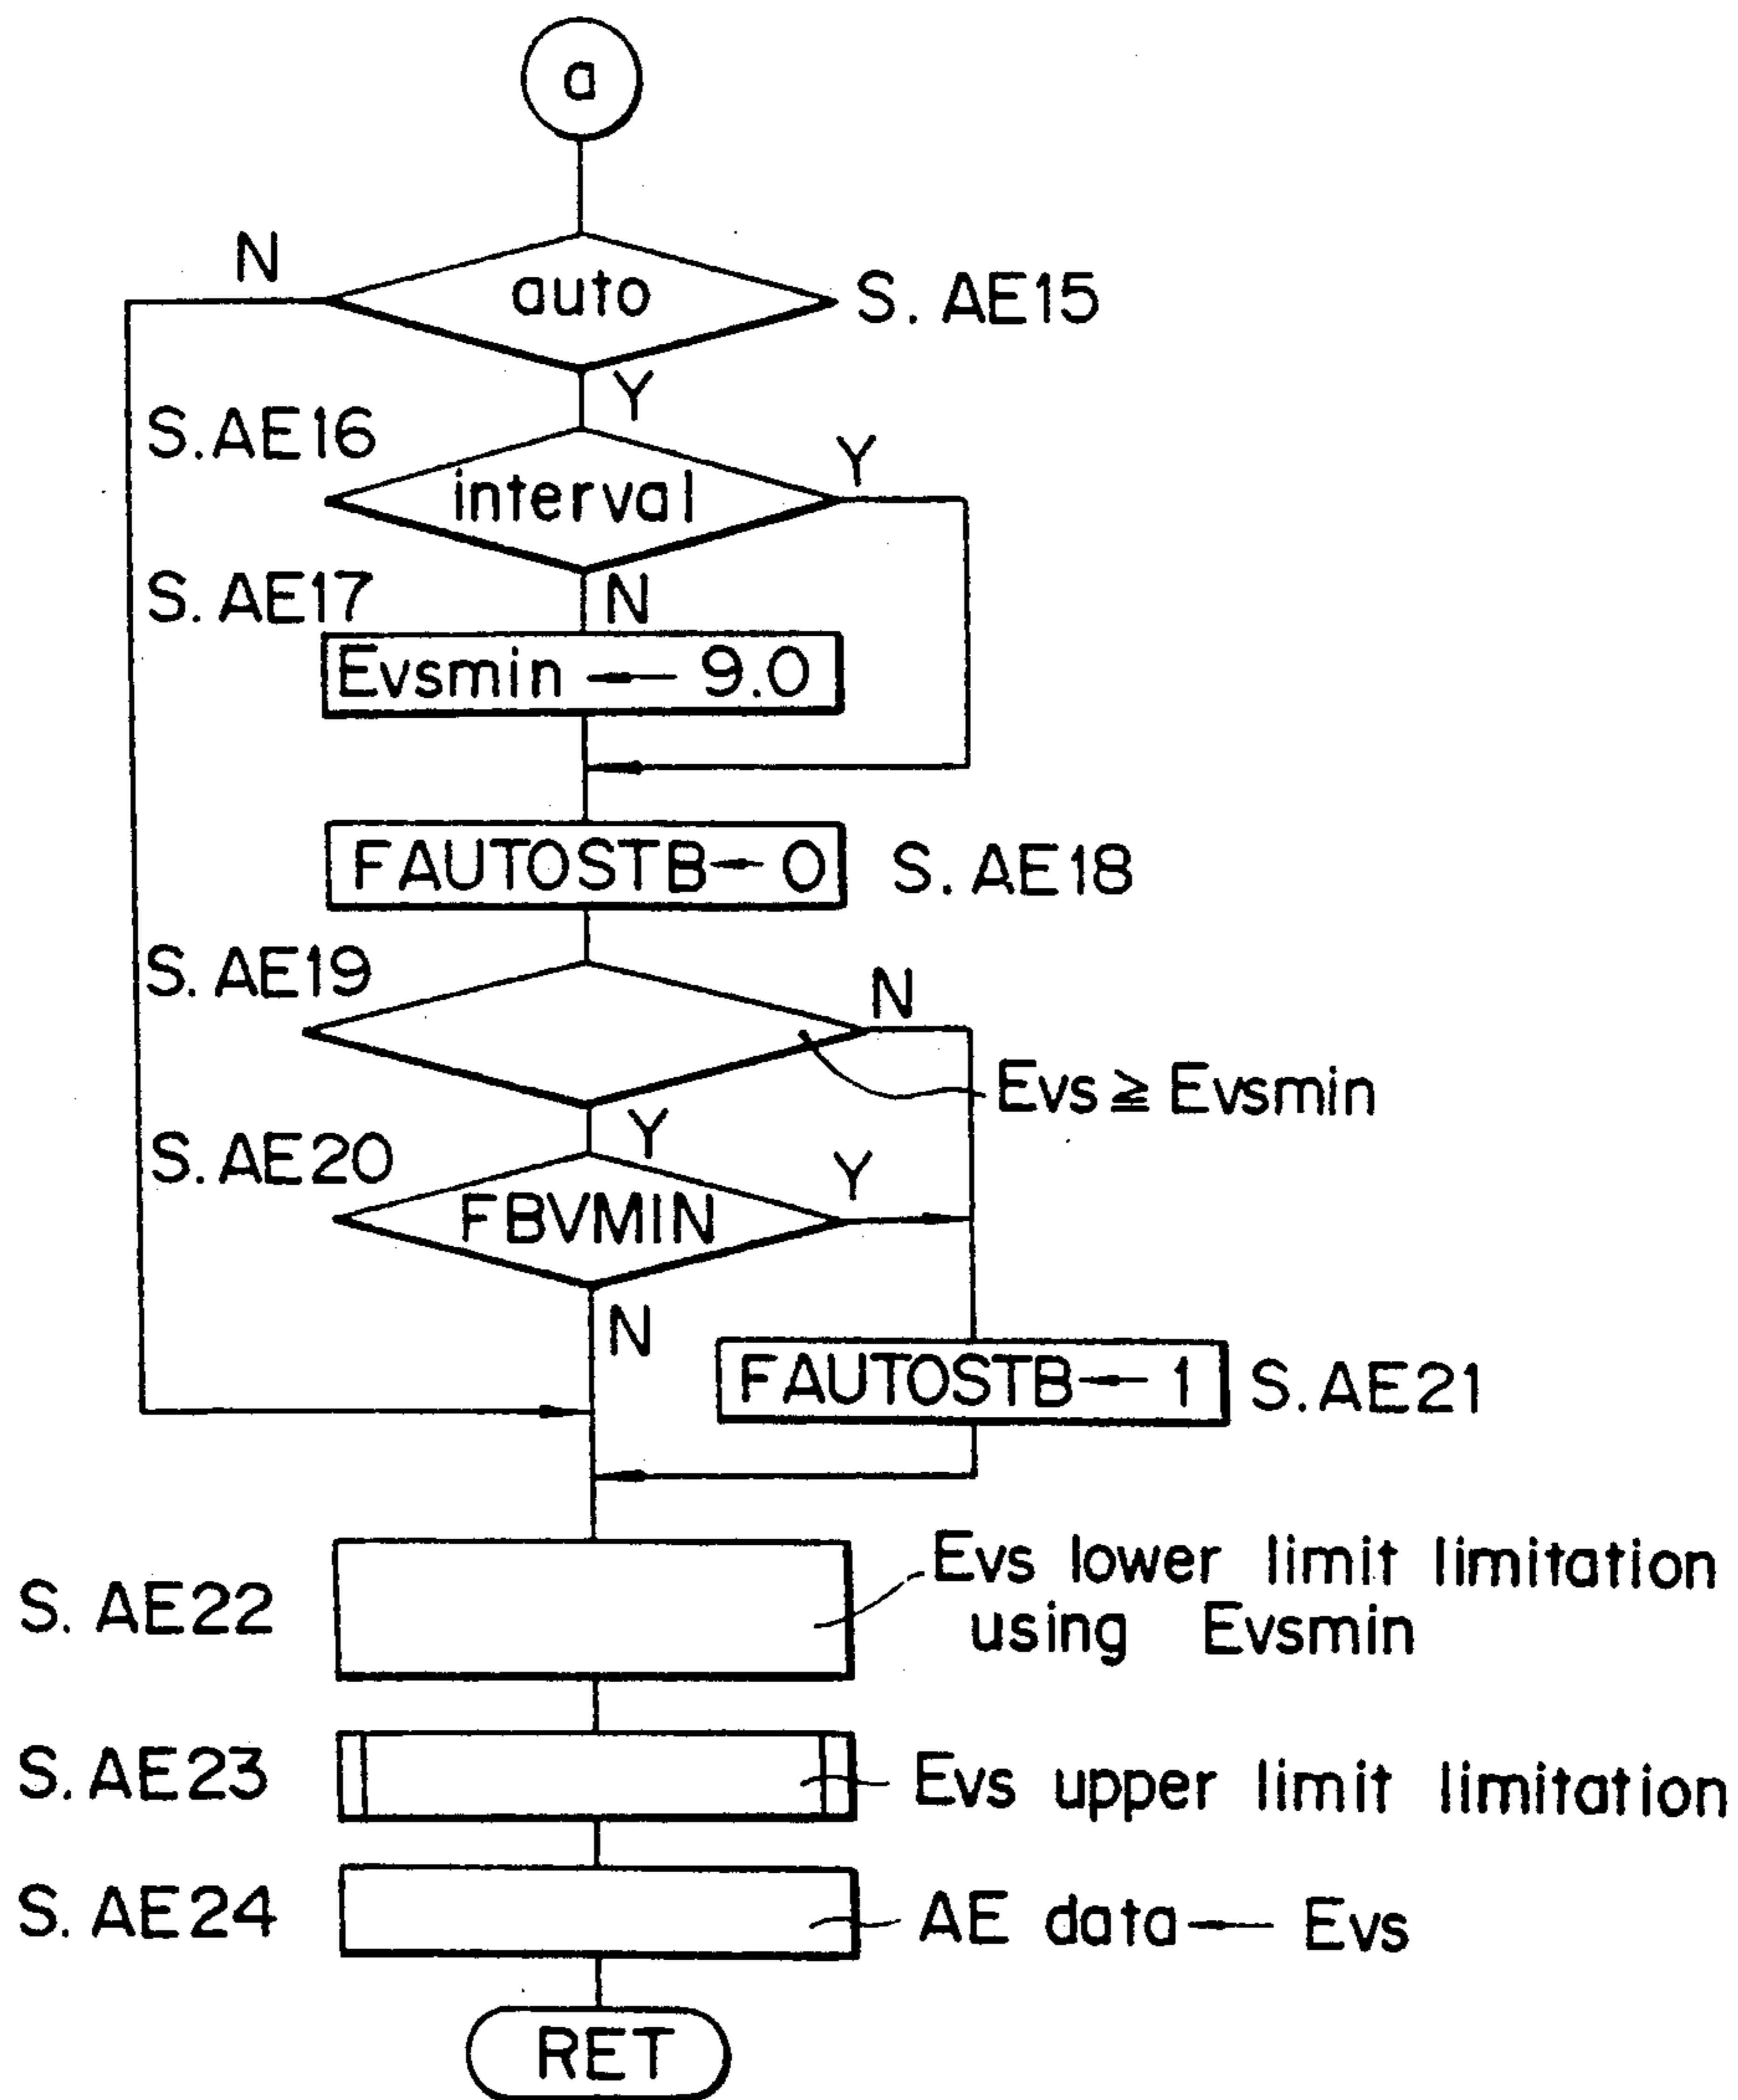 a
N
auto
S. AE15
Y
S. AE16
interval
Y
S. AE17
N
Evsmin ← 9.0
FAUTOSTB ← 0
S. AE18
S. AE19
N
Evs ≧ Evsmin
Y
S. AE20
FBVMIN
Y
N
FAUTOSTB ← 1
S. AE21
S. AE22
Evs lower limit limitation
using Evsmin
S. AE23
Evs upper limit limitation
S. AE24
AE data ← Evs
RET